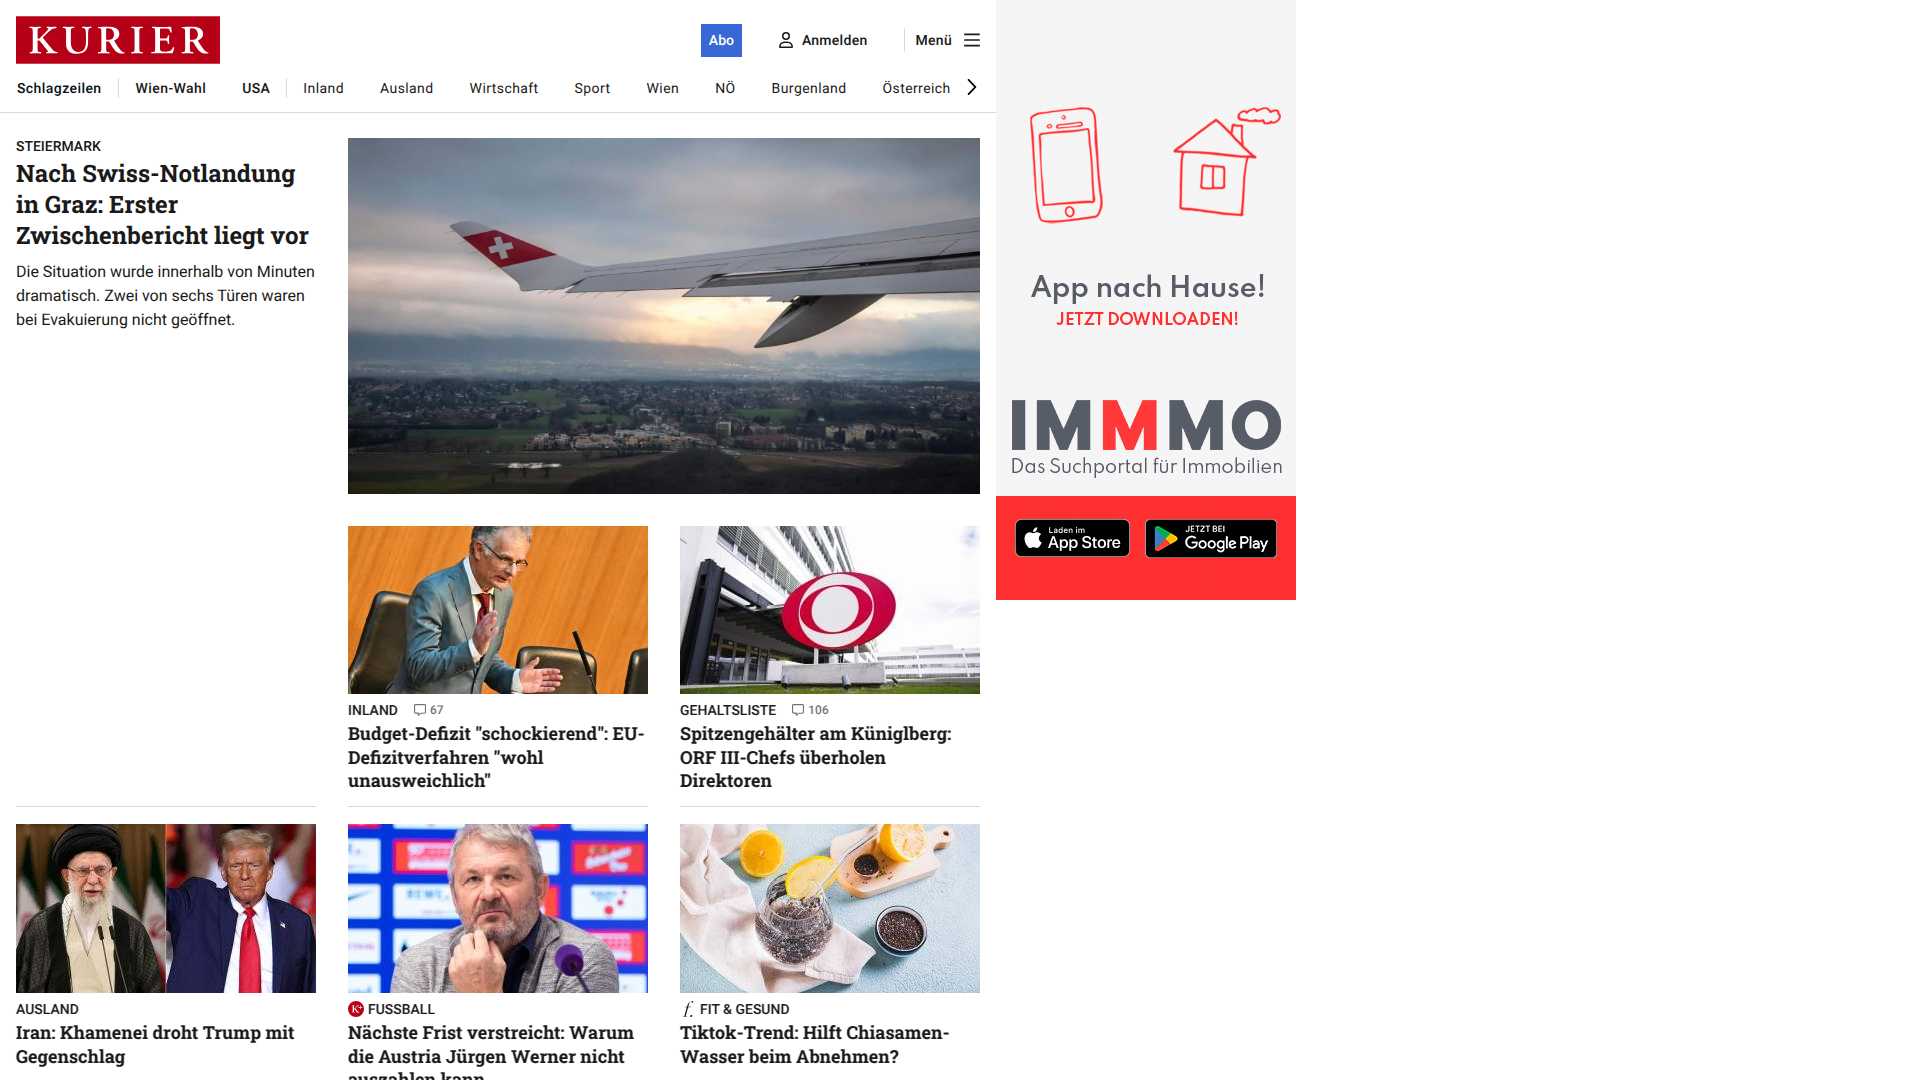 KURIER
Abo
Anmelden
Menü
Schlagzeilen
Wien-Wahl
USA
Inland
Ausland
Wirtschaft
Sport
Wien
NÖ
Burgenland
Österreich
STEIERMARK
Nach Swiss-Notlandung
in Graz: Erster
Zwischenbericht liegt vor
Die Situation wurde innerhalb von Minuten
dramatisch. Zwei von sechs Türen waren
bei Evakuierung nicht geöffnet.
INLAND 67
Budget-Defizit "schockierend": EU-
Defizitverfahren "wohl
unausweichlich"
GEHALTSLISTE 106
Spitzengehälter am Küniglberg:
ORF III-Chefs überholen
Direktoren
AUSLAND
Iran: Khamenei droht Trump mit
Gegenschlag
K+ FUSSBALL
Nächste Frist verstreicht: Warum
die Austria Jürgen Werner nicht
auszahlen kann
f. FIT & GESUND
Tiktok-Trend: Hilft Chiasamen-
Wasser beim Abnehmen?
App nach Hause!
JETZT DOWNLOADEN!
IMMMO
Das Suchportal für Immobilien
Laden im
App Store
JETZT BEI
Google Play